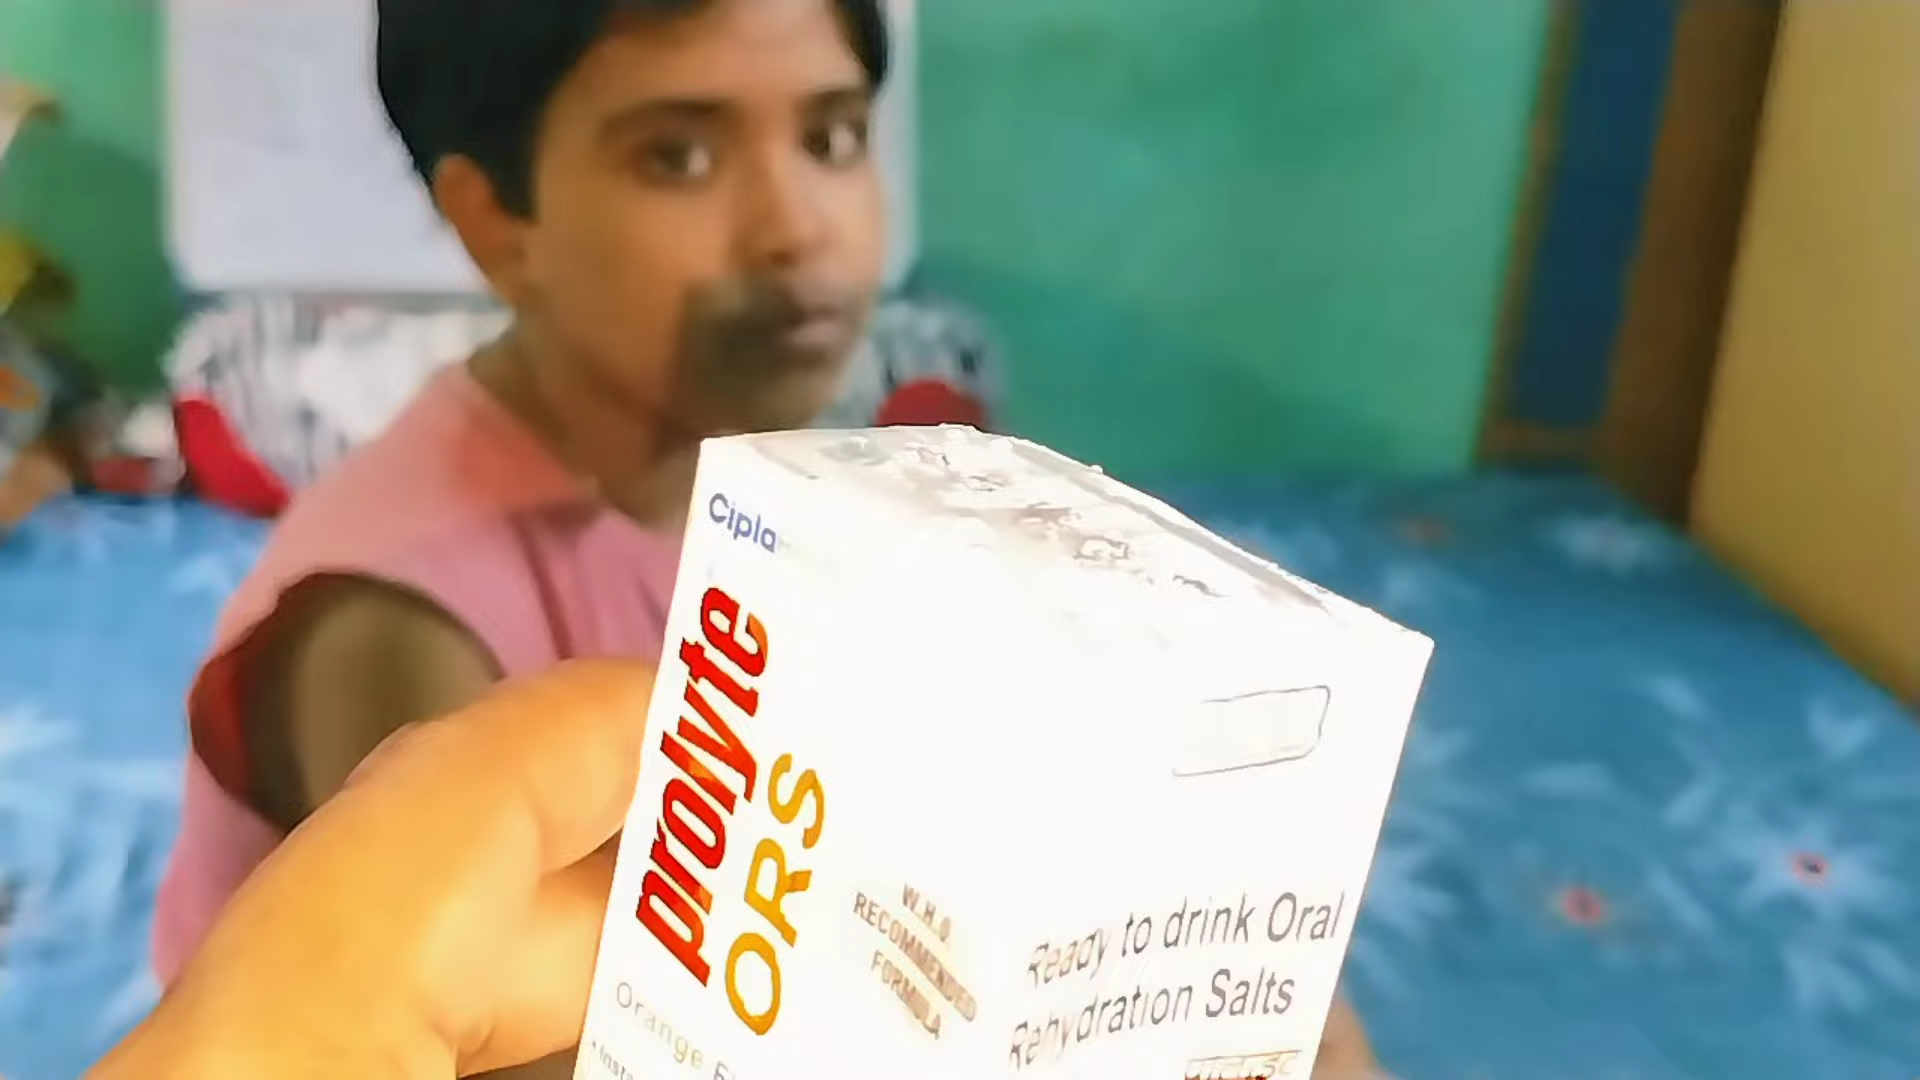 Cipla
prolyte
ORS
Orange
W.H.O
RECOMMENDED
FORMULA
Ready to drink Oral
Rehydration Salts